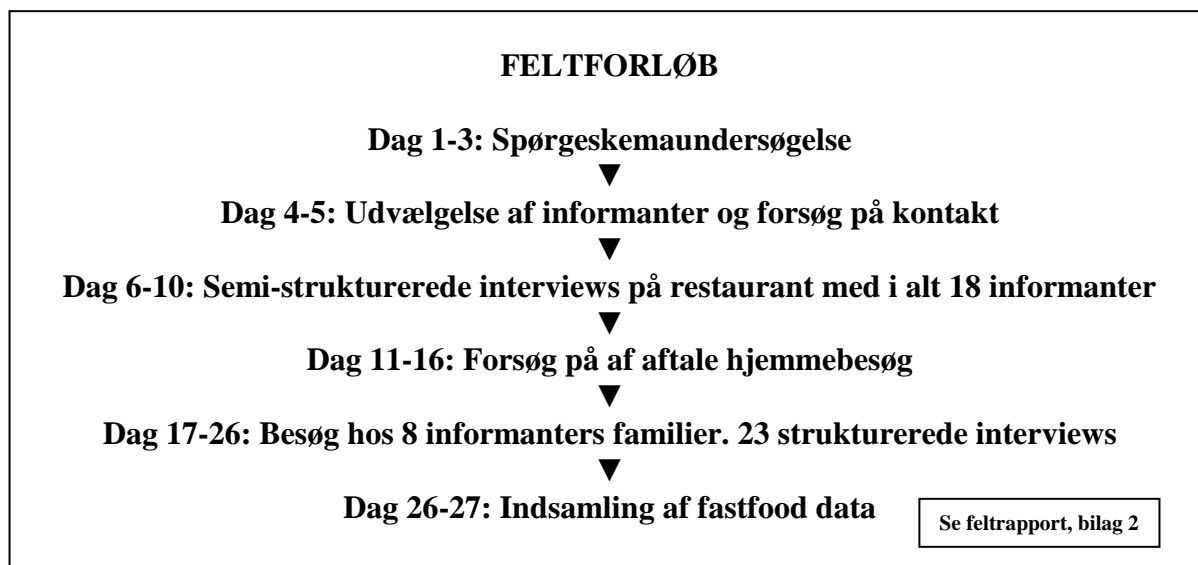 FELTFORLØB
Dag 1-3: Spørgeskemaundersøgelse
Dag 4-5: Udvælgelse af informanter og forsøg på kontakt
Dag 6-10: Semi-strukturerede interviews på restaurant med i alt 18 informanter
Dag 11-16: Forsøg på af aftale hjemmebesøg
Dag 17-26: Besøg hos 8 informanters familier. 23 strukturerede interviews
Dag 26-27: Indsamling af fastfood data
Se feltrapport, bilag 2